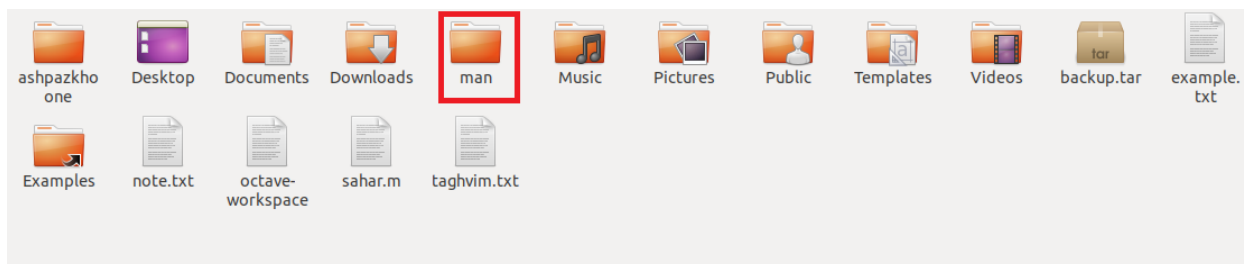 tar
ashpazkho Desktop Documents Downloads man Music Pictures Public Templates Videos backup.tar example.
one txt
Examples note.txt octave- sahar.m taghvim.txt
workspace